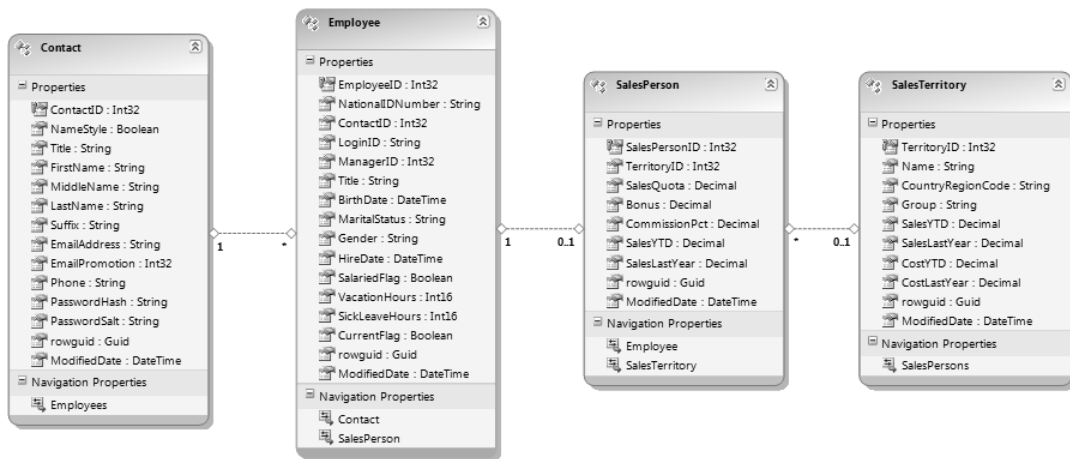 Contact
Properties
ContactID : Int32
NameStyle : Boolean
Title : String
FirstName : String
MiddleName : String
LastName : String
Suffix : String
EmailAddress : String
EmailPromotion : Int32
Phone : String
PasswordHash : String
PasswordSalt : String
rowguid : Guid
ModifiedDate : DateTime
Navigation Properties
Employees
1
*
Employee
Properties
EmployeeID : Int32
NationalIDNumber : String
ContactID : Int32
LoginID : String
ManagerID : Int32
Title : String
BirthDate : DateTime
MaritalStatus : String
Gender : String
HireDate : DateTime
SalariedFlag : Boolean
VacationHours : Int16
SickLeaveHours : Int16
CurrentFlag : Boolean
rowguid : Guid
ModifiedDate : DateTime
Navigation Properties
Contact
SalesPerson
1
0..1
SalesPerson
Properties
SalesPersonID : Int32
TerritoryID : Int32
SalesQuota : Decimal
Bonus : Decimal
CommissionPct : Decimal
SalesYTD : Decimal
SalesLastYear : Decimal
rowguid : Guid
ModifiedDate : DateTime
Navigation Properties
Employee
SalesTerritory
*
0..1
SalesTerritory
Properties
TerritoryID : Int32
Name : String
CountryRegionCode : String
Group : String
SalesYTD : Decimal
SalesLastYear : Decimal
CostYTD : Decimal
CostLastYear : Decimal
rowguid : Guid
ModifiedDate : DateTime
Navigation Properties
SalesPersons